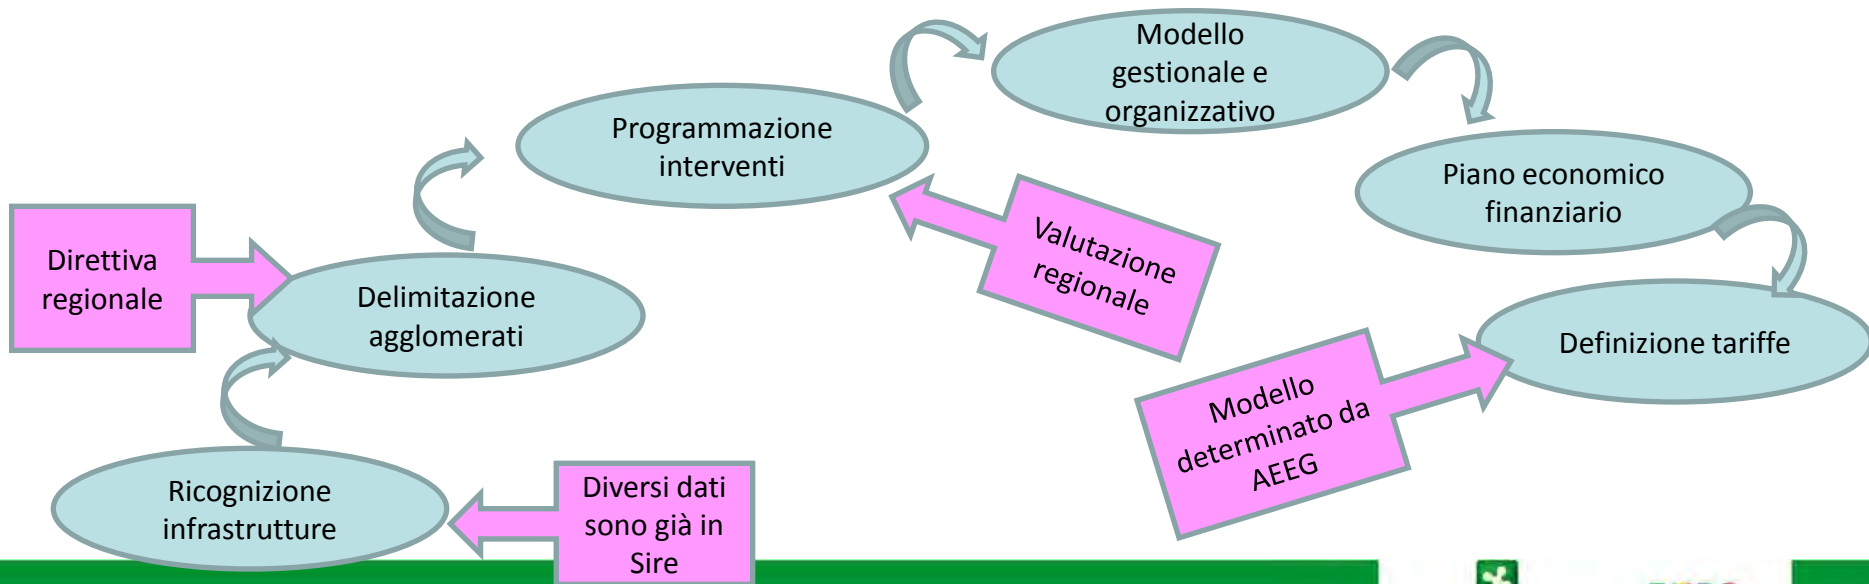 Modello
gestionale e
organizzativo
Programmazione
interventi
Piano economico
finanziario
Direttiva
regionale
Valutazione
regionale
Delimitazione
agglomerati
Definizione tariffe
Modello
determinato da
AEEG
Ricognizione
infrastrutture
Diversi dati
sono già in
Sire